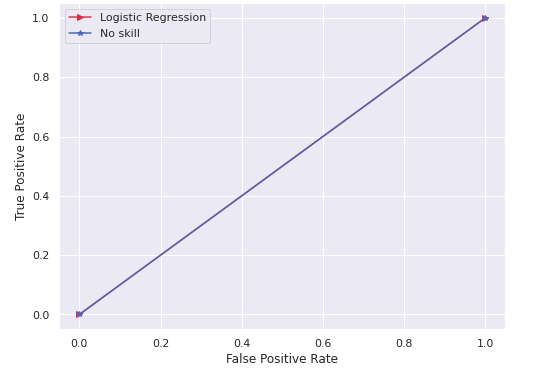 Logistic Regression
No skill
1.0
0.8
0.6
0.4
0.2
0.0
True Positive Rate
0.0 0.2 0.4 0.6 0.8 1.0
False Positive Rate